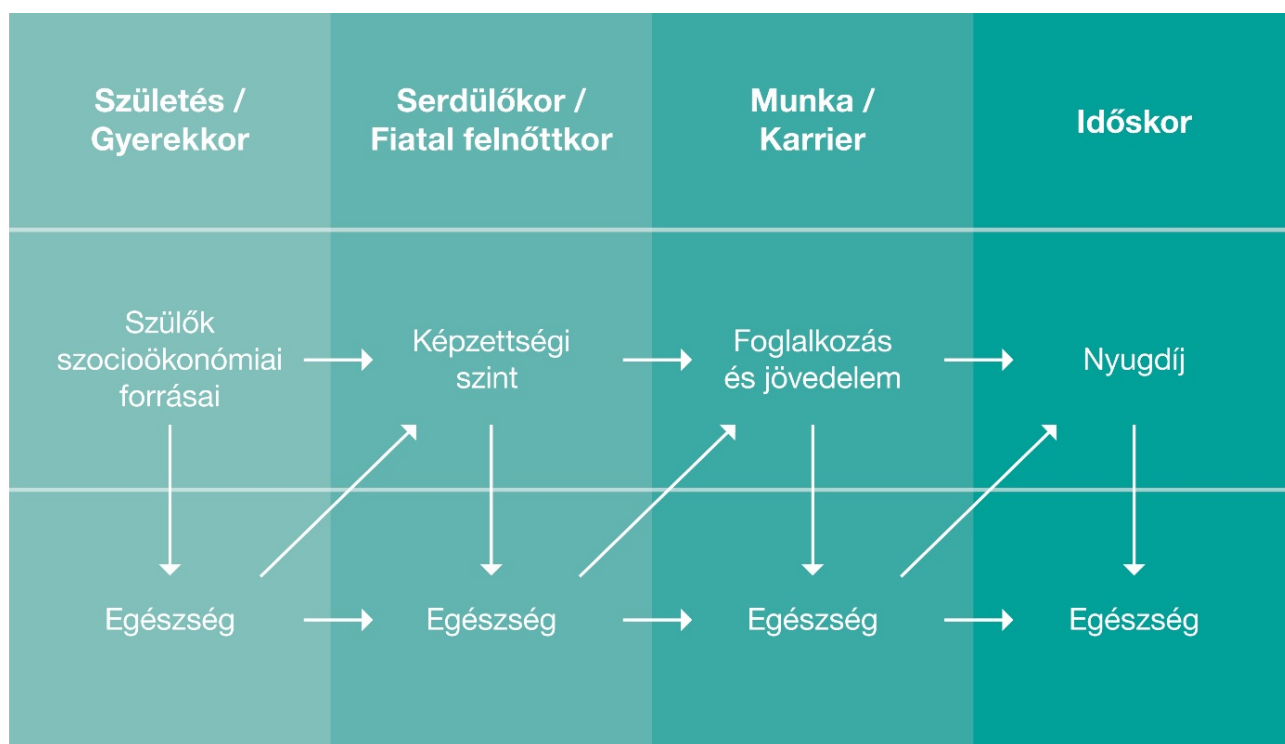 Születés /
Gyerekkor
Serdülőkor /
Fiatal felnőttkor
Munka /
Karrier
Időskor
Szülők
szocioökonómiai
forrásai
Képzettségi
szint
Foglalkozás
és jövedelem
Nyugdíj
Egészség
Egészség
Egészség
Egészség